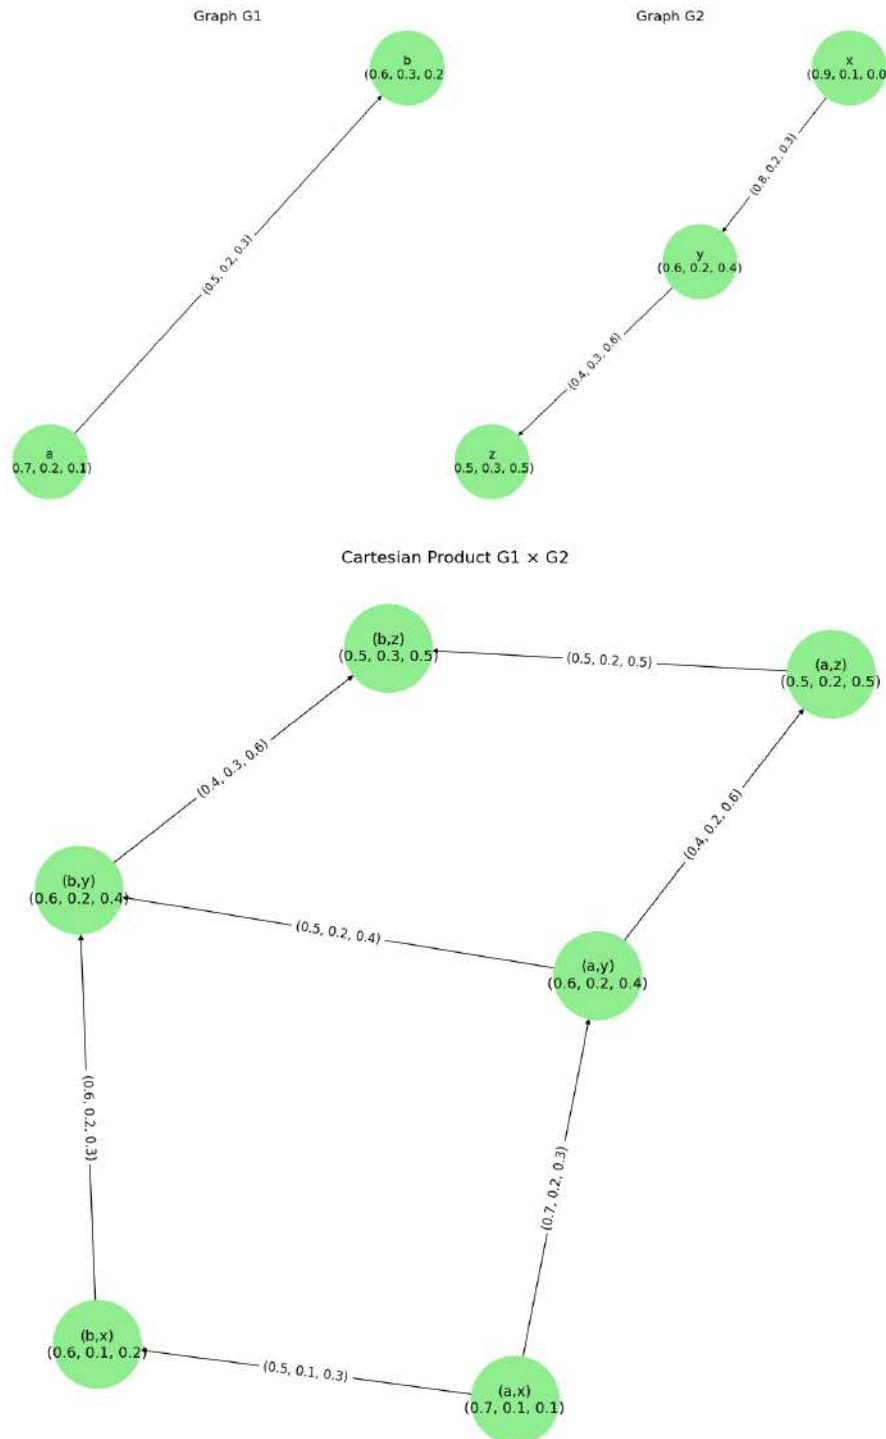 Graph G1
Graph G2
b
(0.6, 0.3, 0.2
x
(0.9, 0.1, 0.0
(0.8, 0.2, 0.3)
(0.5, 0.2, 0.3)
y
(0.6, 0.2, 0.4)
(0.4, 0.3, 0.6)
a
0.7, 0.2, 0.1)
z
0.5, 0.3, 0.5)
Cartesian Product G1 × G2
(b,z)
(0.5, 0.3, 0.5)
(0.5, 0.2, 0.5)
(a,z)
(0.5, 0.2, 0.5)
(0.4, 0.3, 0.6)
(0.4, 0.2, 0.6)
(b,y)
(0.6, 0.2, 0.4)
(0.5, 0.2, 0.4)
(a,y)
(0.6, 0.2, 0.4)
(0.6, 0.2, 0.3)
(0.7, 0.2, 0.3)
(b,x)
(0.6, 0.1, 0.2)
(0.5, 0.1, 0.3)
(a,x)
(0.7, 0.1, 0.1)